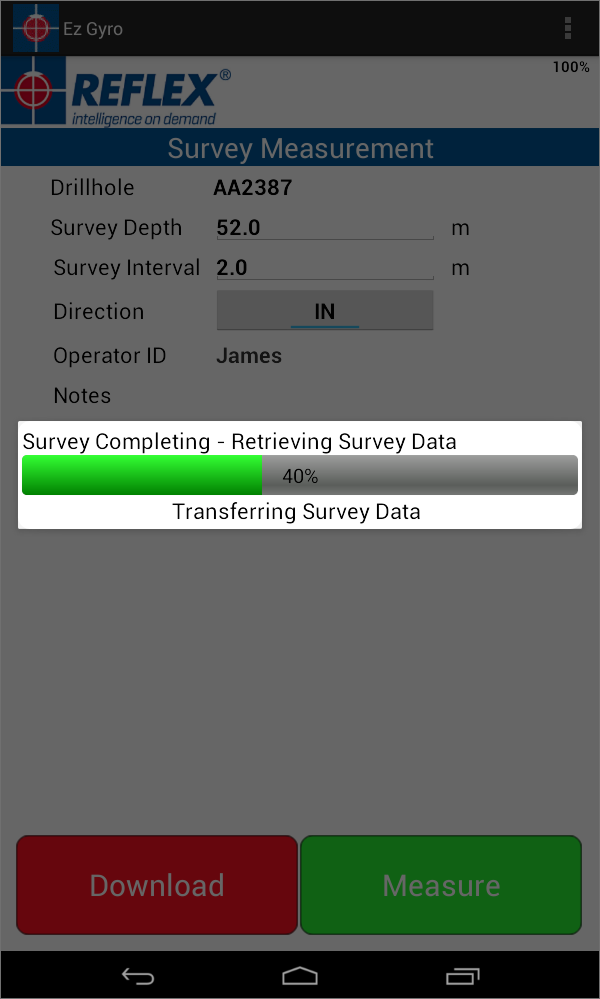 Ez Gyro
100%
REFLEX®
intelligence on demand
Survey Measurement
Drillhole AA2387
Survey Depth 52.0 m
Survey Interval 2.0 m
Direction IN
Operator ID James
Notes
Survey Completing - Retrieving Survey Data
40%
Transferring Survey Data
Download Measure